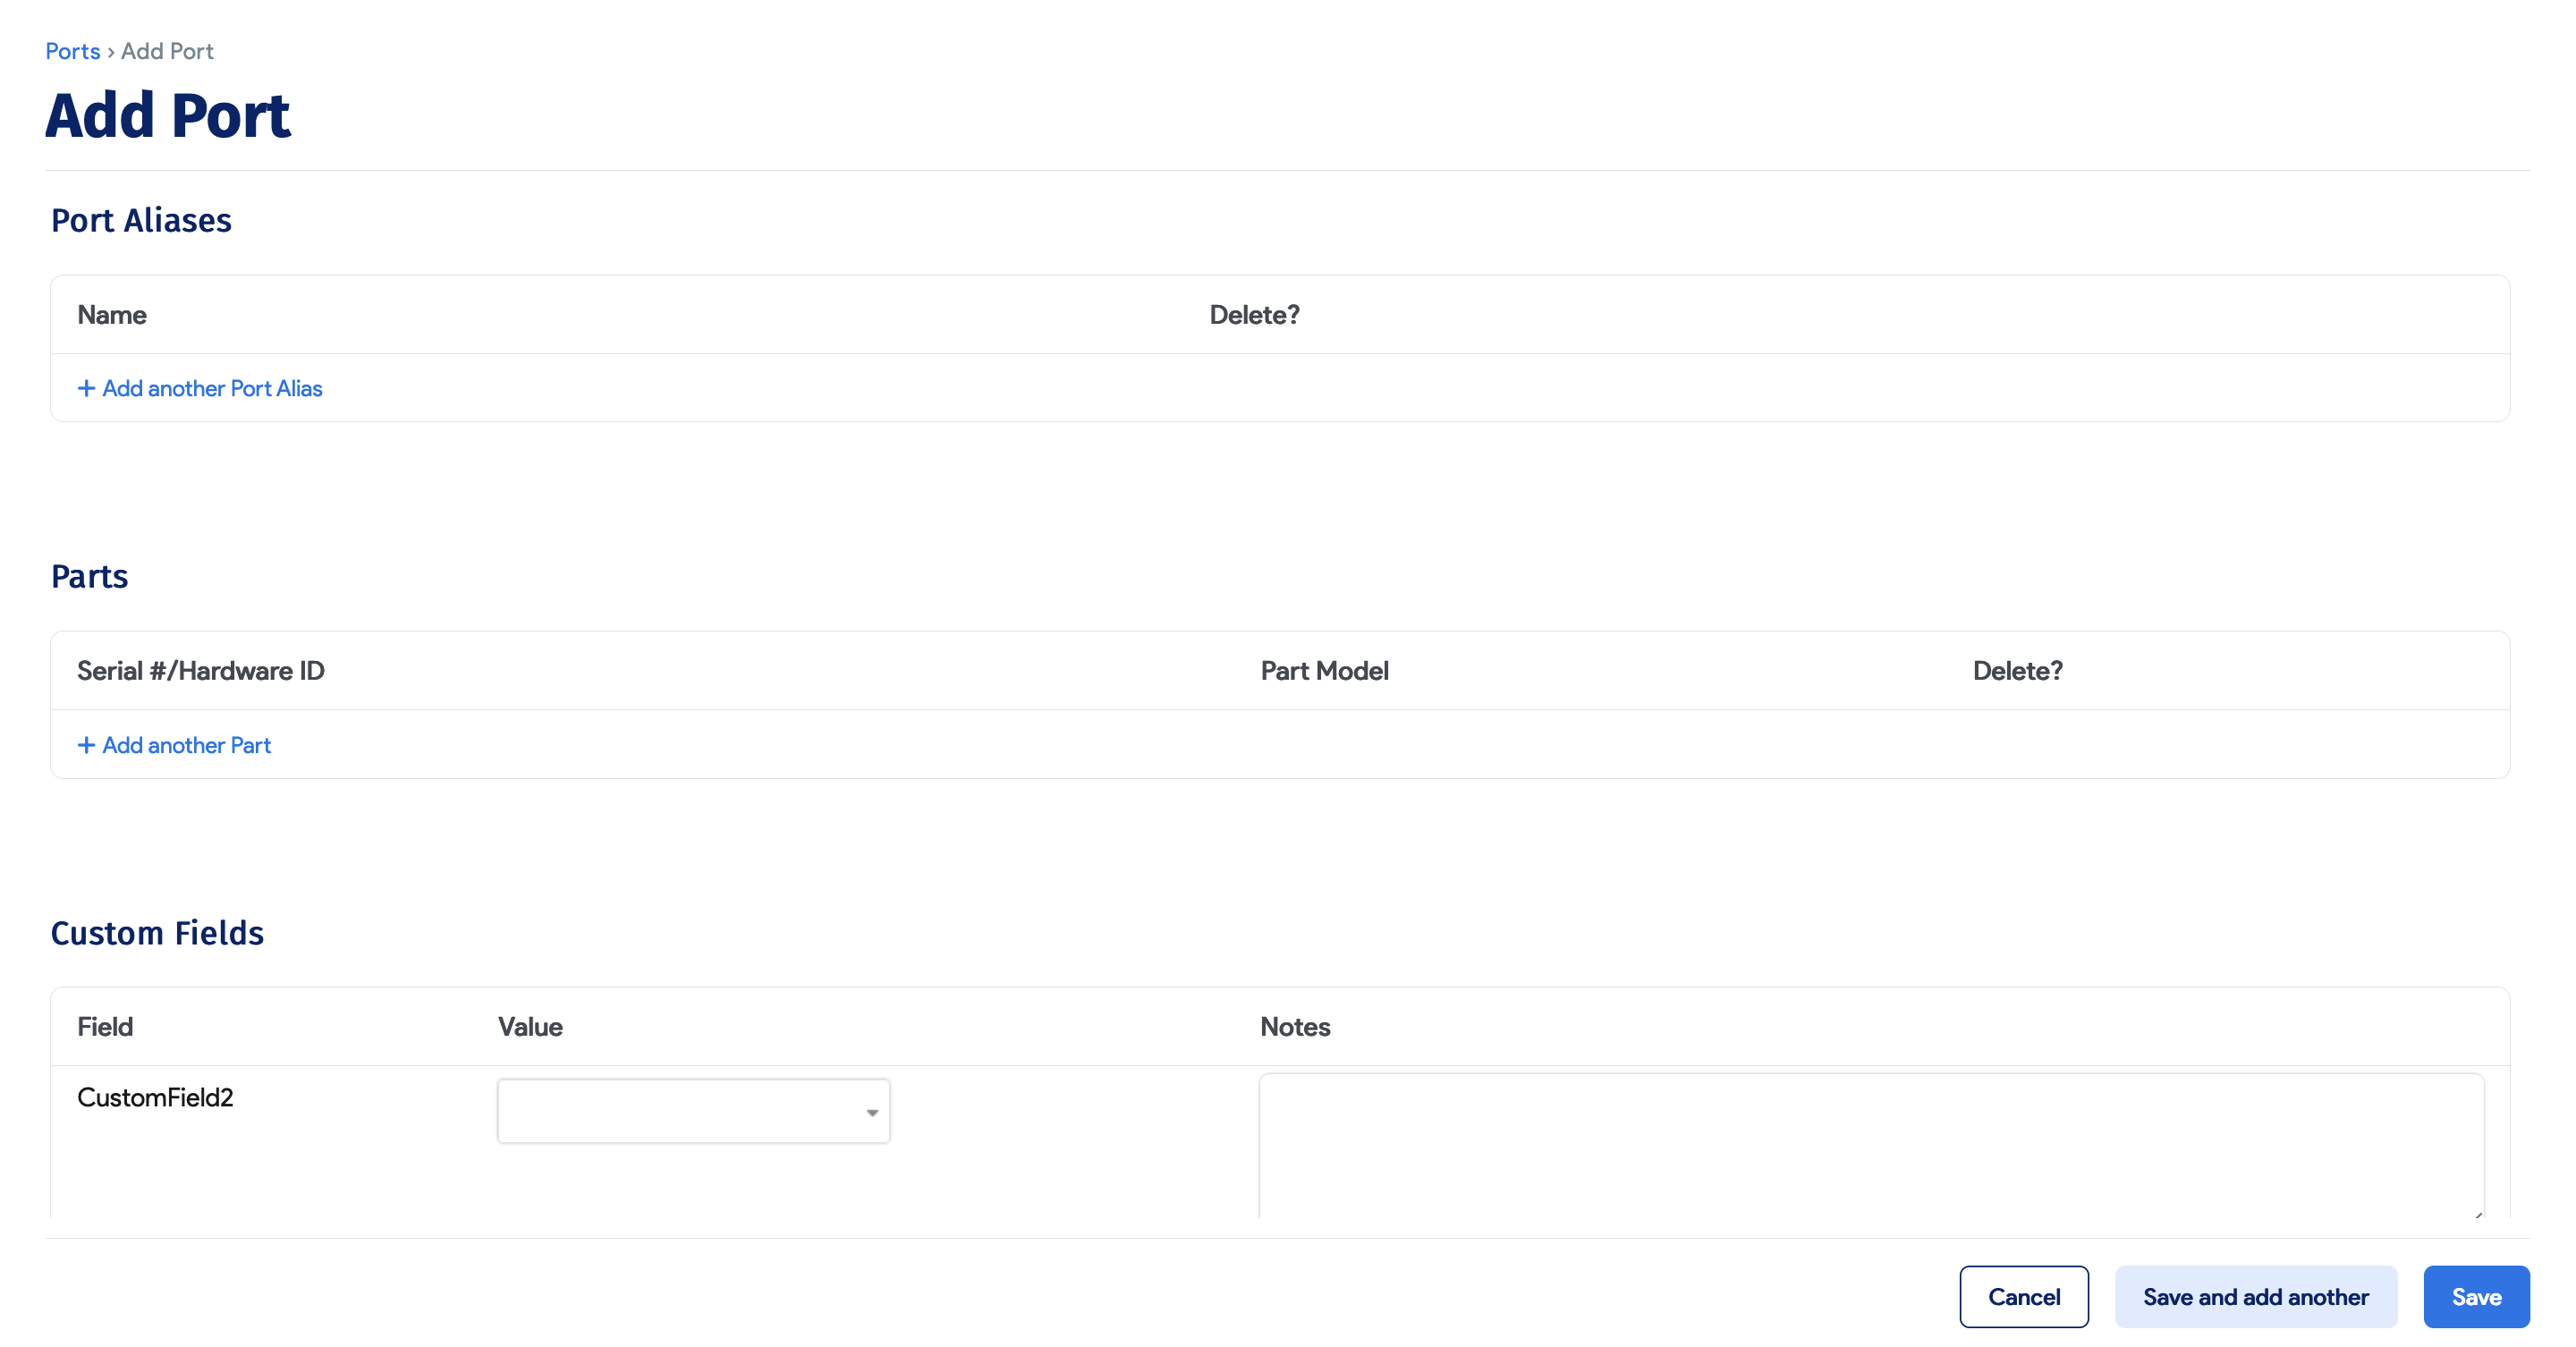 Ports › Add Port
Add Port
Port Aliases
Name Delete?
+ Add another Port Alias
Parts
Serial #/Hardware ID Part Model Delete?
+ Add another Part
Custom Fields
Field Value Notes
CustomField2
Cancel Save and add another Save